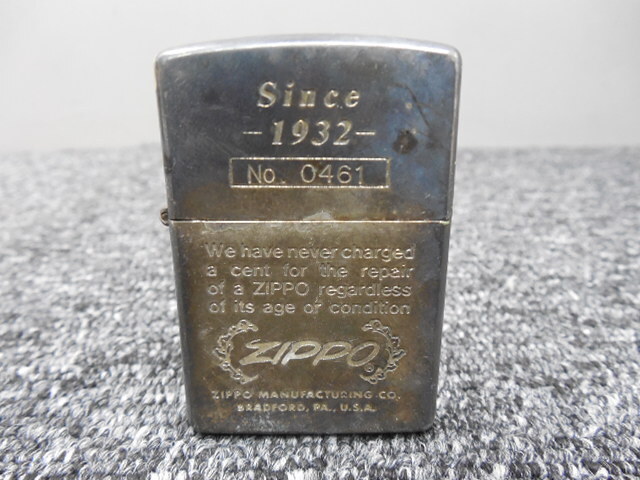 Since
-1932-
No. 0461
We have never charged
a cent for the repair
of a ZIPPO regardless
of its age or condition
ZIPPO
ZIPPO MANUFACTURING CO.
BRADFORD, PA., U.S.A.